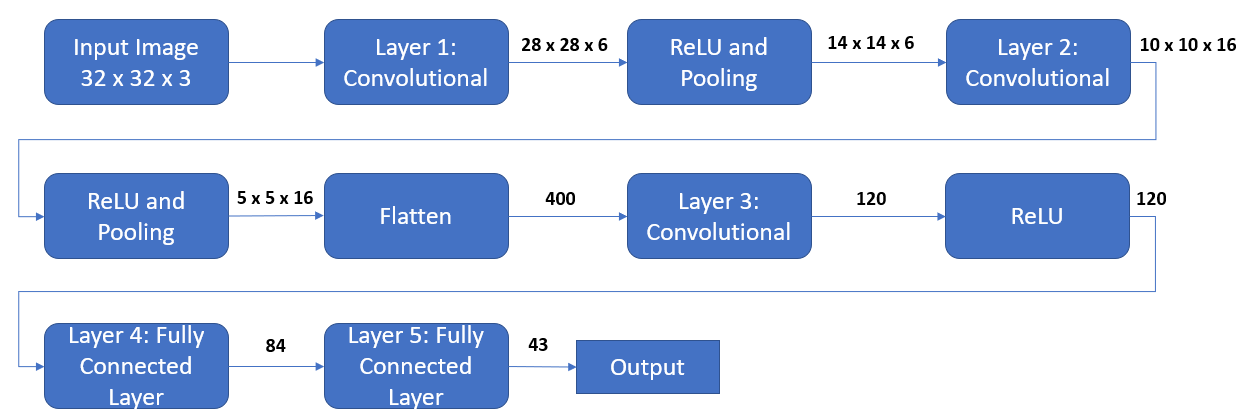 Input Image
32 x 32 x 3
Layer 1:
Convolutional
28 x 28 x 6
ReLU and
Pooling
14 x 14 x 6
Layer 2:
Convolutional
10 x 10 x 16
ReLU and
Pooling
5 x 5 x 16
Flatten
400
Layer 3:
Convolutional
120
ReLU
120
Layer 4: Fully
Connected
Layer
84
Layer 5: Fully
Connected
Layer
43
Output